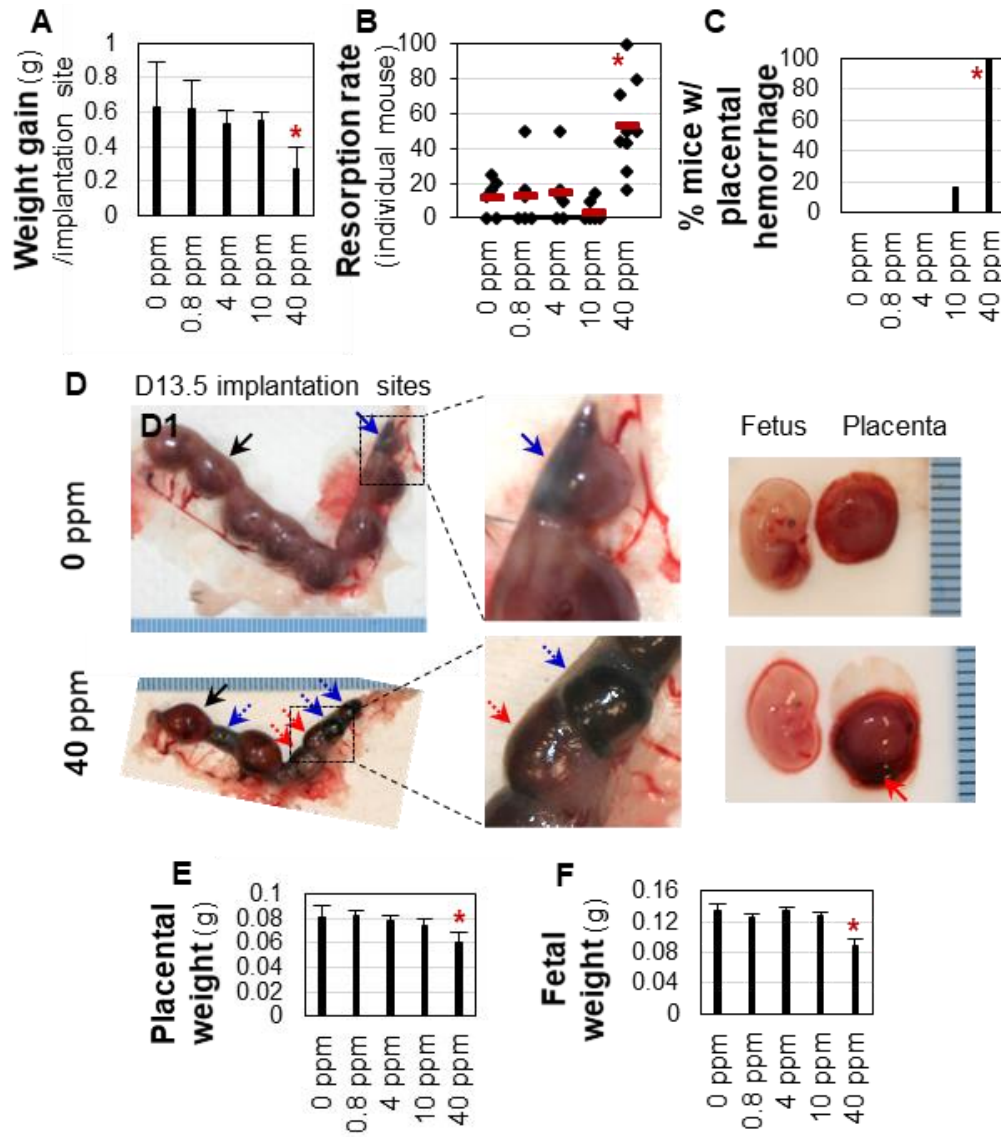 A
Weight gain (g)
/implantation site
1
0.8
0.6
0.4
0.2
0
*
0 ppm
0.8 ppm
4 ppm
10 ppm
40 ppm
B
Resorption rate
(individual mouse)
100
80
60
40
20
0
*
0 ppm
0.8 ppm
4 ppm
10 ppm
40 ppm
C
% mice w/
placental
hemorrhage
100
80
60
40
20
0
*
0 ppm
0.8 ppm
4 ppm
10 ppm
40 ppm
D
D13.5 implantation sites
D1
Fetus
Placenta
0 ppm
40 ppm
E
Placental
weight (g)
0.1
0.08
0.06
0.04
0.02
0
*
0 ppm
0.8 ppm
4 ppm
10 ppm
40 ppm
F
Fetal
weight (g)
0.16
0.12
0.08
0.04
0
*
0 ppm
0.8 ppm
4 ppm
10 ppm
40 ppm